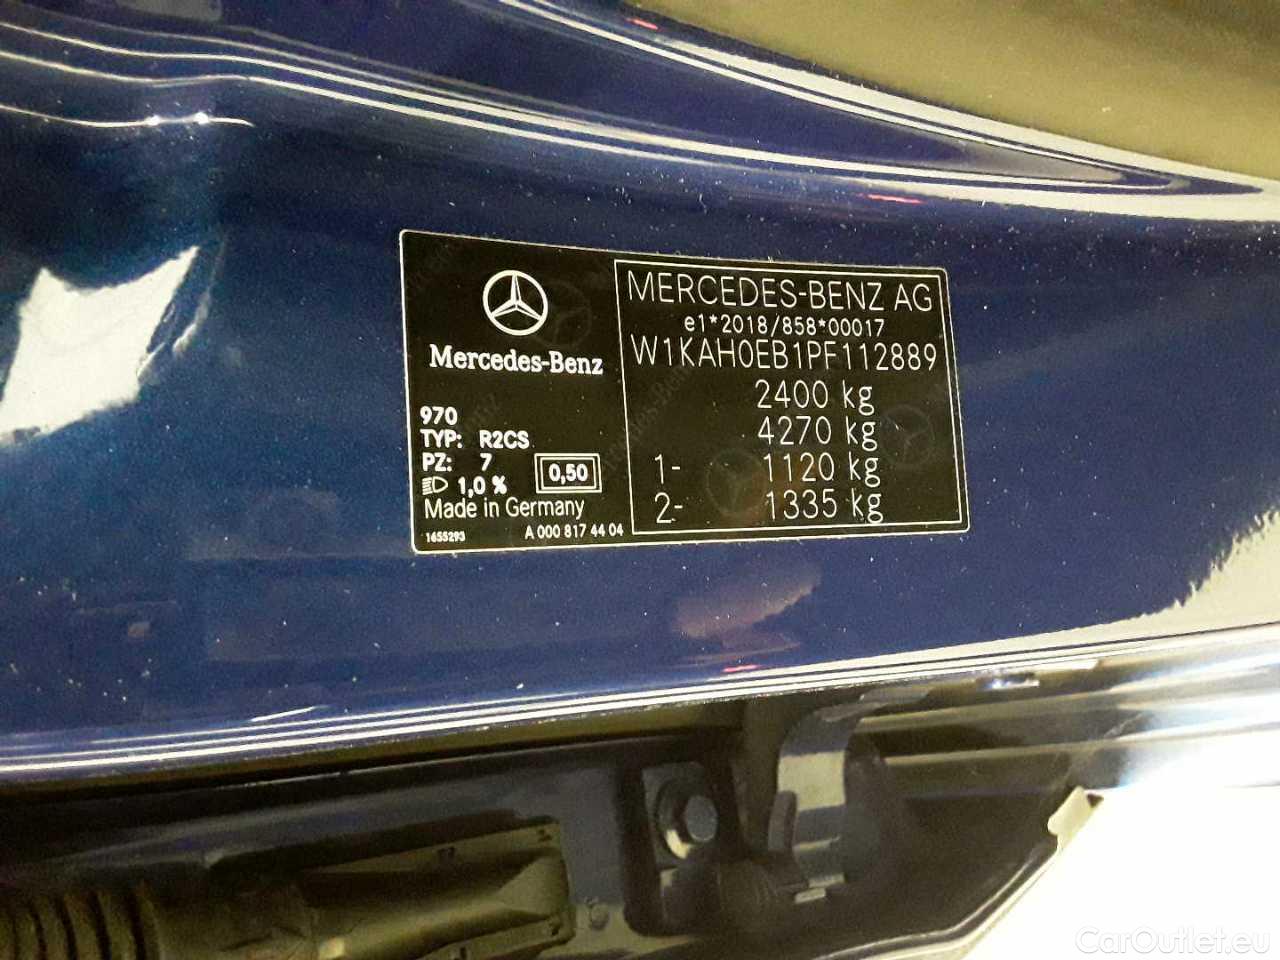 Mercedes-Benz
970
TYP: R2CS
PZ: 7
1,0 %
0,50
Made in Germany
1655293
A 000 817 44 04
MERCEDES-BENZ AG
e1*2018/858*00017
W1KAH0EB1PF112889
2400 kg
4270 kg
1- 1120 kg
2- 1335 kg
CarOutlet.eu